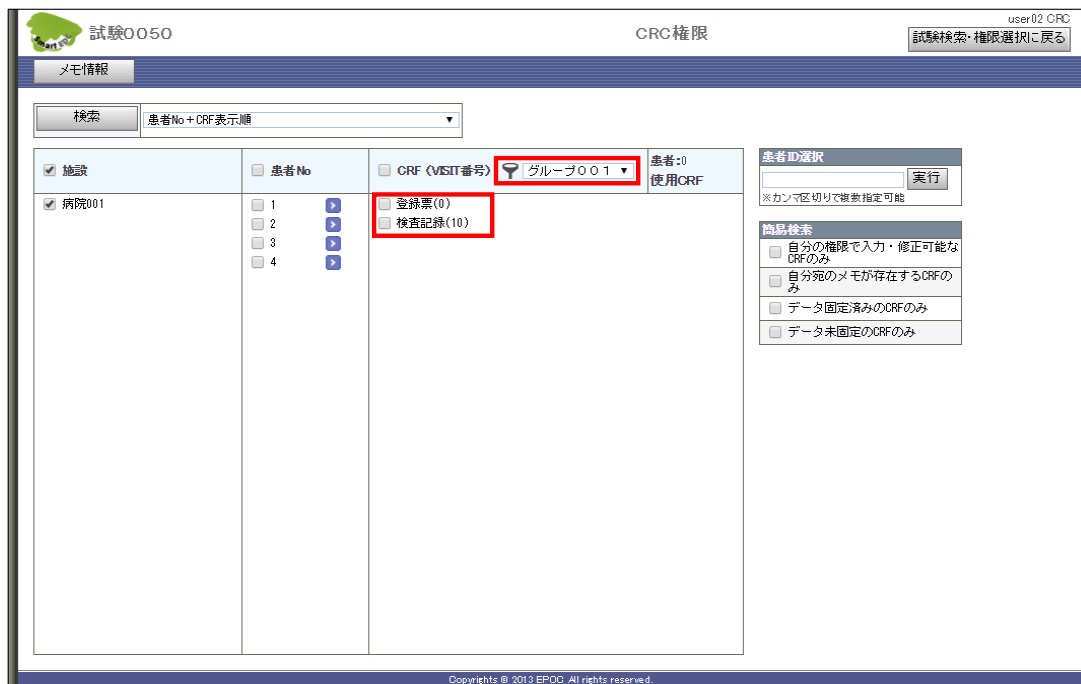 user02 CRC
Smart EDC
試験0050
CRC権限
試験検索・権限選択に戻る
メモ情報
検索
患者No+CRF表示順
施設
患者No
CRF (VISIT番号)
グループ001
患者:0
使用CRF
病院001
1
2
3
4
登録票(0)
検査記録(10)
患者ID選択
実行
※カンマ区切りで複数指定可能
簡易検索
自分の権限で入力・修正可能な
CRFのみ
自分宛のメモが存在するCRFの
み
データ固定済みのCRFのみ
データ未固定のCRFのみ
Copyrights © 2013 EPOC All rights reserved.